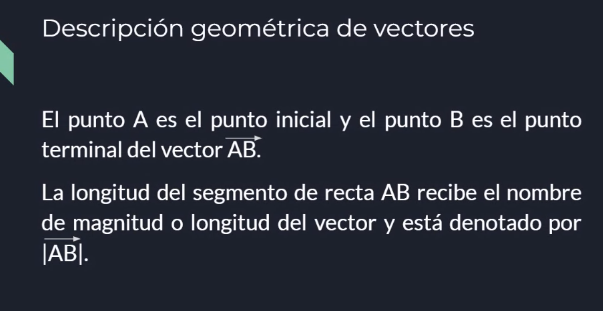 Descripción geométrica de vectores
El punto A es el punto inicial y el punto B es el punto
terminal del vector AB⃗.
La longitud del segmento de recta AB recibe el nombre
de magnitud o longitud del vector y está denotado por
|AB⃗|.